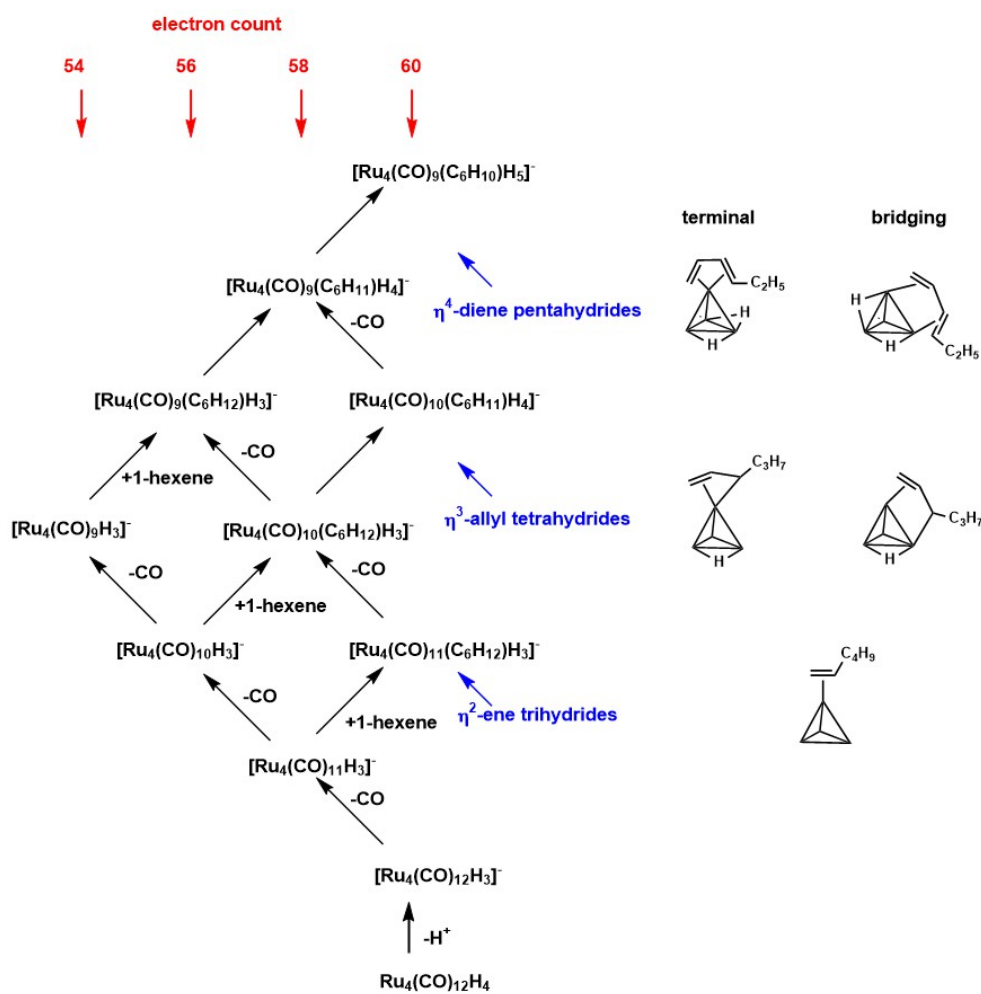 electron count
54 56 58 60
[Ru₄(CO)₉(C₆H₁₀)H₅]⁻
terminal bridging
[Ru₄(CO)₉(C₆H₁₁)H₄]⁻
η⁴-diene pentahydrides
C₂H₅
H
H
H
H
C₂H₅
-CO
[Ru₄(CO)₉(C₆H₁₂)H₃]⁻ [Ru₄(CO)₁₀(C₆H₁₁)H₄]⁻
-CO
+1-hexene
C₃H₇
C₃H₇
[Ru₄(CO)₉H₃]⁻ [Ru₄(CO)₁₀(C₆H₁₂)H₃]⁻ η³-allyl tetrahydrides
H
H
-CO -CO
+1-hexene
[Ru₄(CO)₁₀H₃]⁻ [Ru₄(CO)₁₁(C₆H₁₂)H₃]⁻
C₄H₉
-CO
+1-hexene η²-ene trihydrides
[Ru₄(CO)₁₁H₃]⁻
-CO
[Ru₄(CO)₁₂H₃]⁻
-H⁺
Ru₄(CO)₁₂H₄